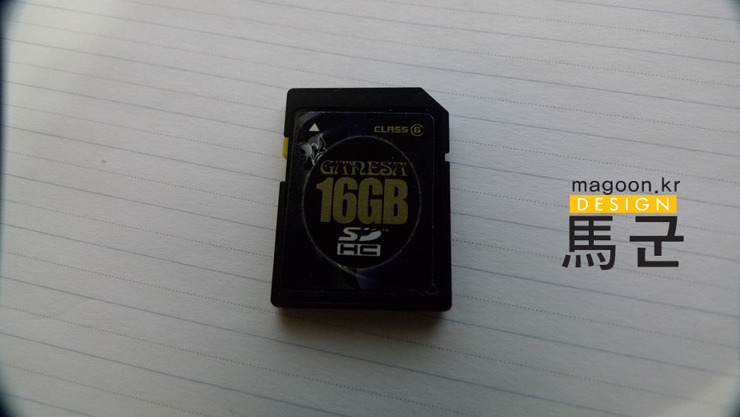 CLASS 6
GANESA
16GB
SD
HC
magoon.kr
DESIGN
馬군